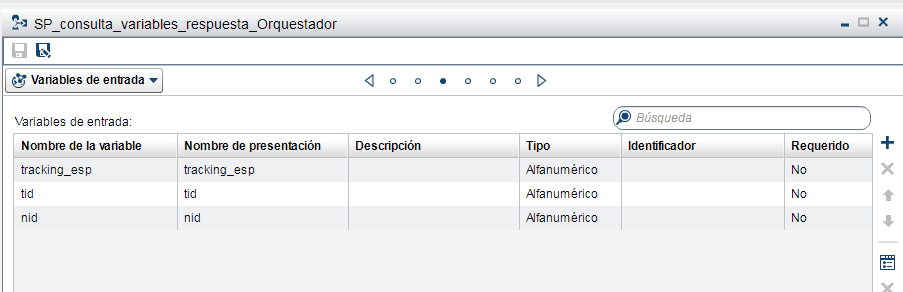 SP_consulta_variables_respuesta_Orquestador
Variables de entrada
Variables de entrada:
Búsqueda
Nombre de la variable Nombre de presentación Descripción Tipo Identificador Requerido
tracking_esp tracking_esp Alfanumérico No
tid tid Alfanumérico No
nid nid Alfanumérico No